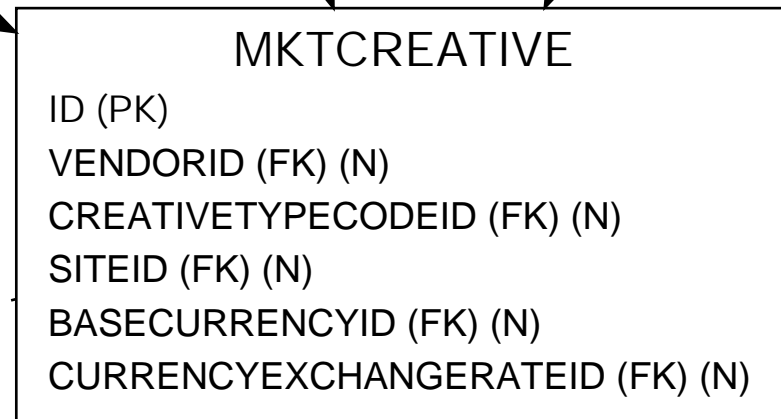 MKTCREATIVE
ID (PK)
VENDORID (FK) (N)
CREATIVETYPECODEID (FK) (N)
SITEID (FK) (N)
BASECURRENCYID (FK) (N)
CURRENCYEXCHANGERATEID (FK) (N)